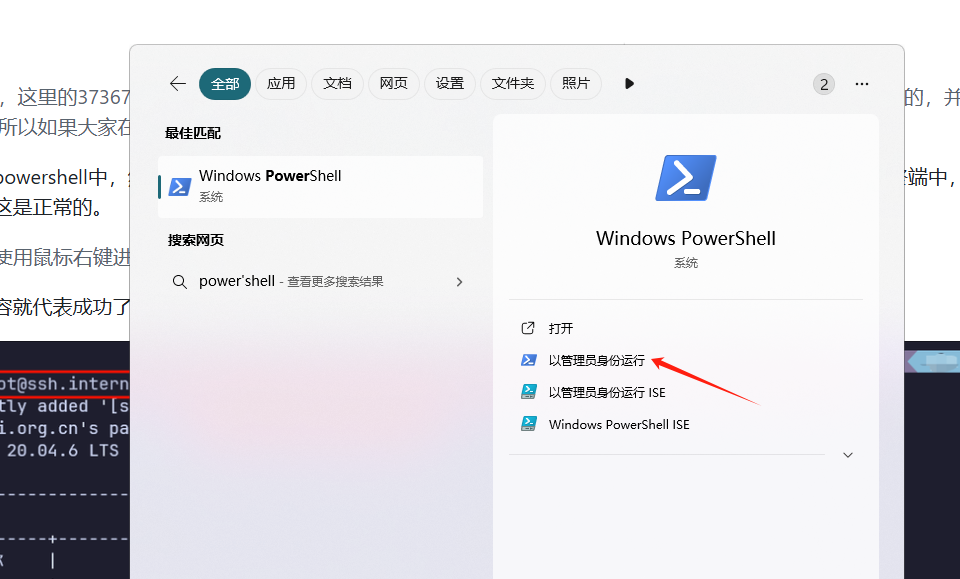 全部 应用 文档 网页 设置 文件夹 照片 2
，这里的37367
的，并
所以如果大家在
最佳匹配
Windows PowerShell
系统
powershell中，
端中，
这是正常的。
搜索网页
使用鼠标右键进
power'shell - 查看更多搜索结果
容就代表成功了
Windows PowerShell
系统
打开
以管理员身份运行
以管理员身份运行 ISE
Windows PowerShell ISE
ot@ssh.intern
tly added '[s
i.org.cn's pa
20.04.6 LTS
-------------
-----+-------
|